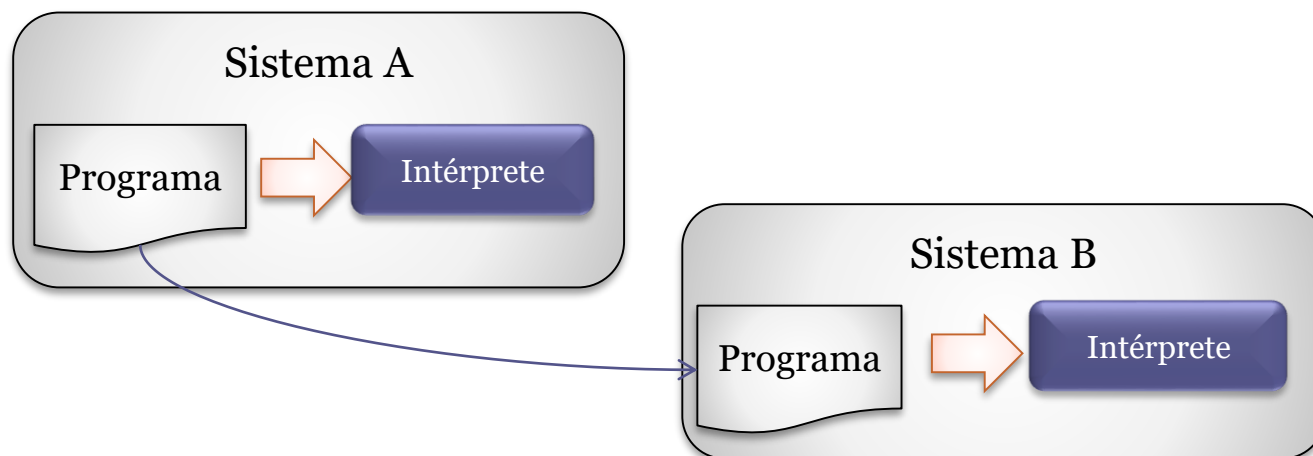 Sistema A
Programa
Intérprete
Sistema B
Programa
Intérprete